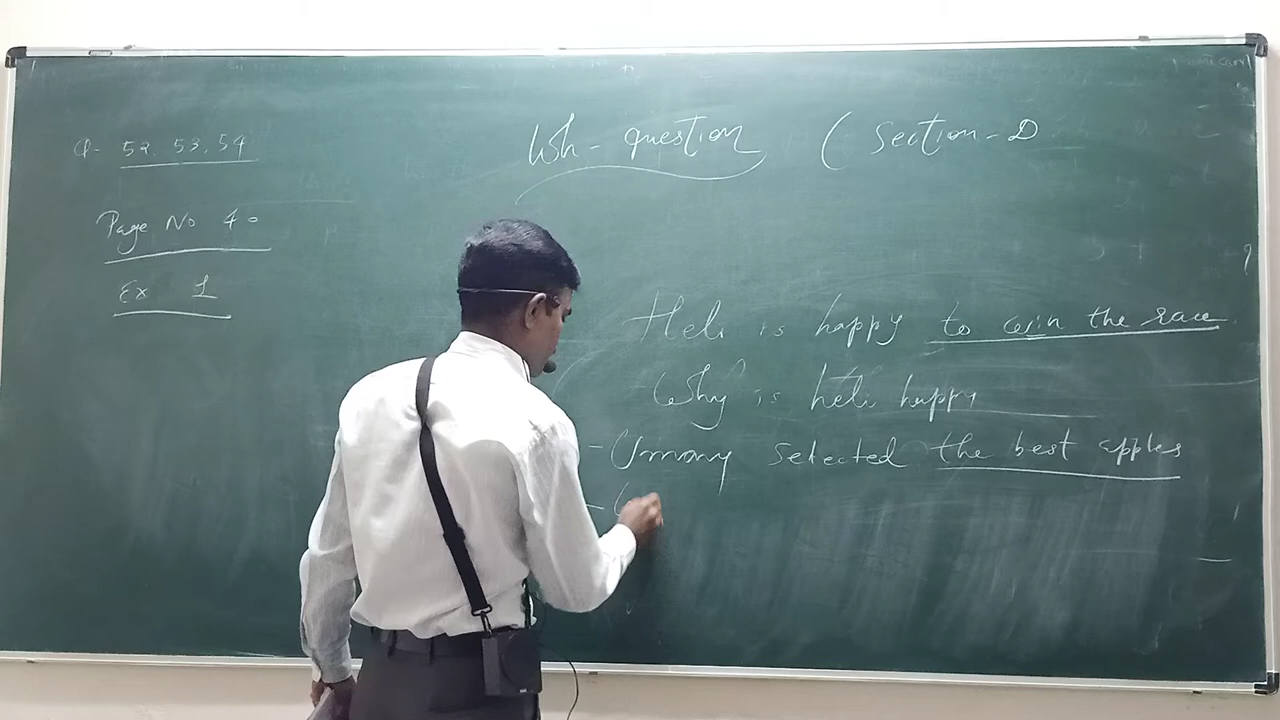 Q- 52, 53, 54
Page No 40
Ex 1
Wh- question (Section-D
Heli is happy to win the race.
Why is heli happy
- Ummy selected the best apples
-